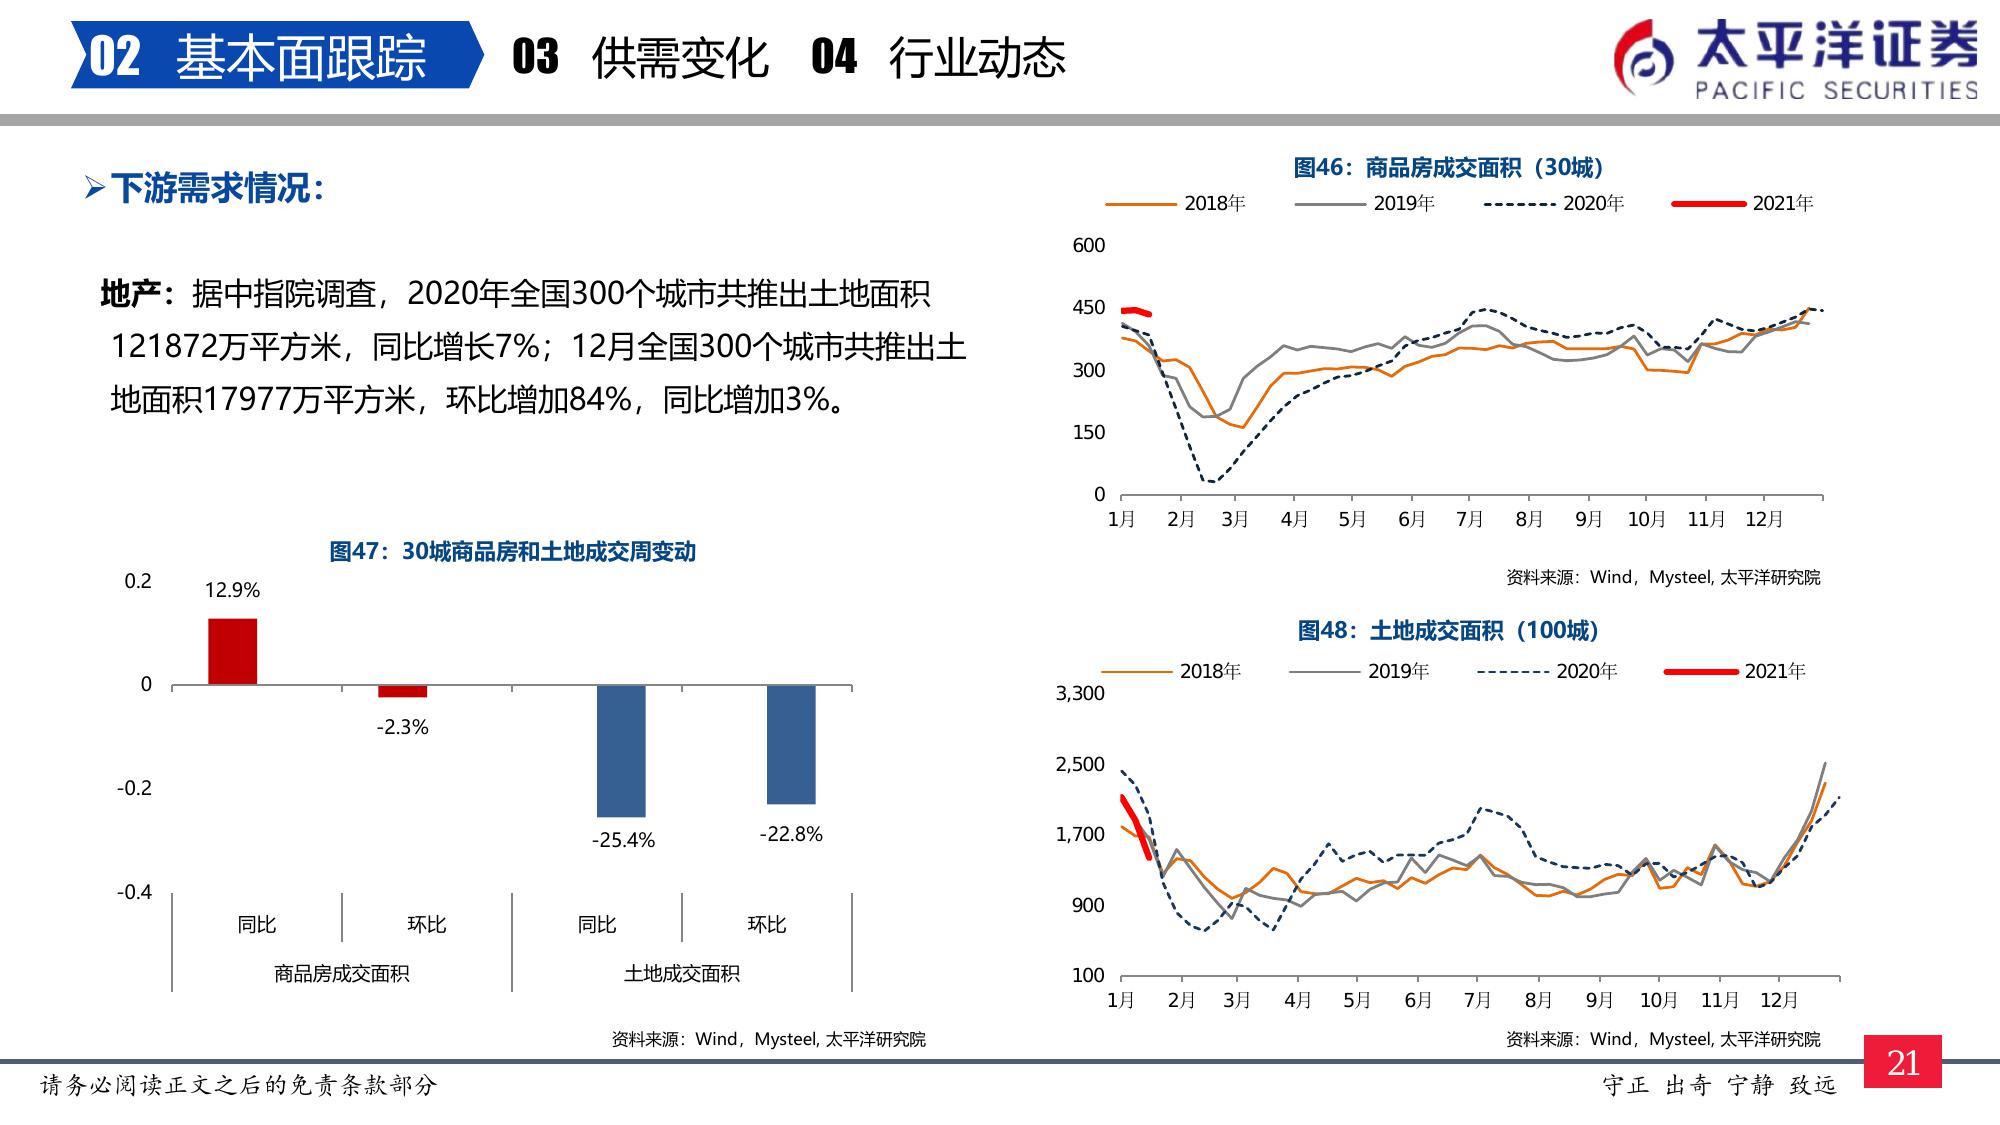 02 基本面跟踪 03 供需变化 04 行业动态
太平洋证券
PACIFIC SECURITIES
➢下游需求情况：
地产：据中指院调查，2020年全国300个城市共推出土地面积
121872万平方米，同比增长7%；12月全国300个城市共推出土
地面积17977万平方米，环比增加84%，同比增加3%。
图46：商品房成交面积（30城）
2018年 2019年 2020年 2021年
600
450
300
150
0
1月 2月 3月 4月 5月 6月 7月 8月 9月 10月 11月 12月
资料来源：Wind，Mysteel, 太平洋研究院
图47：30城商品房和土地成交周变动
0.2
0
-0.2
-0.4
12.9%
-2.3%
-25.4%
-22.8%
同比 环比 同比 环比
商品房成交面积 土地成交面积
资料来源：Wind，Mysteel, 太平洋研究院
图48：土地成交面积（100城）
2018年 2019年 2020年 2021年
3,300
2,500
1,700
900
100
1月 2月 3月 4月 5月 6月 7月 8月 9月 10月 11月 12月
资料来源：Wind，Mysteel, 太平洋研究院
21
请务必阅读正文之后的免责条款部分
守正 出奇 宁静 致远